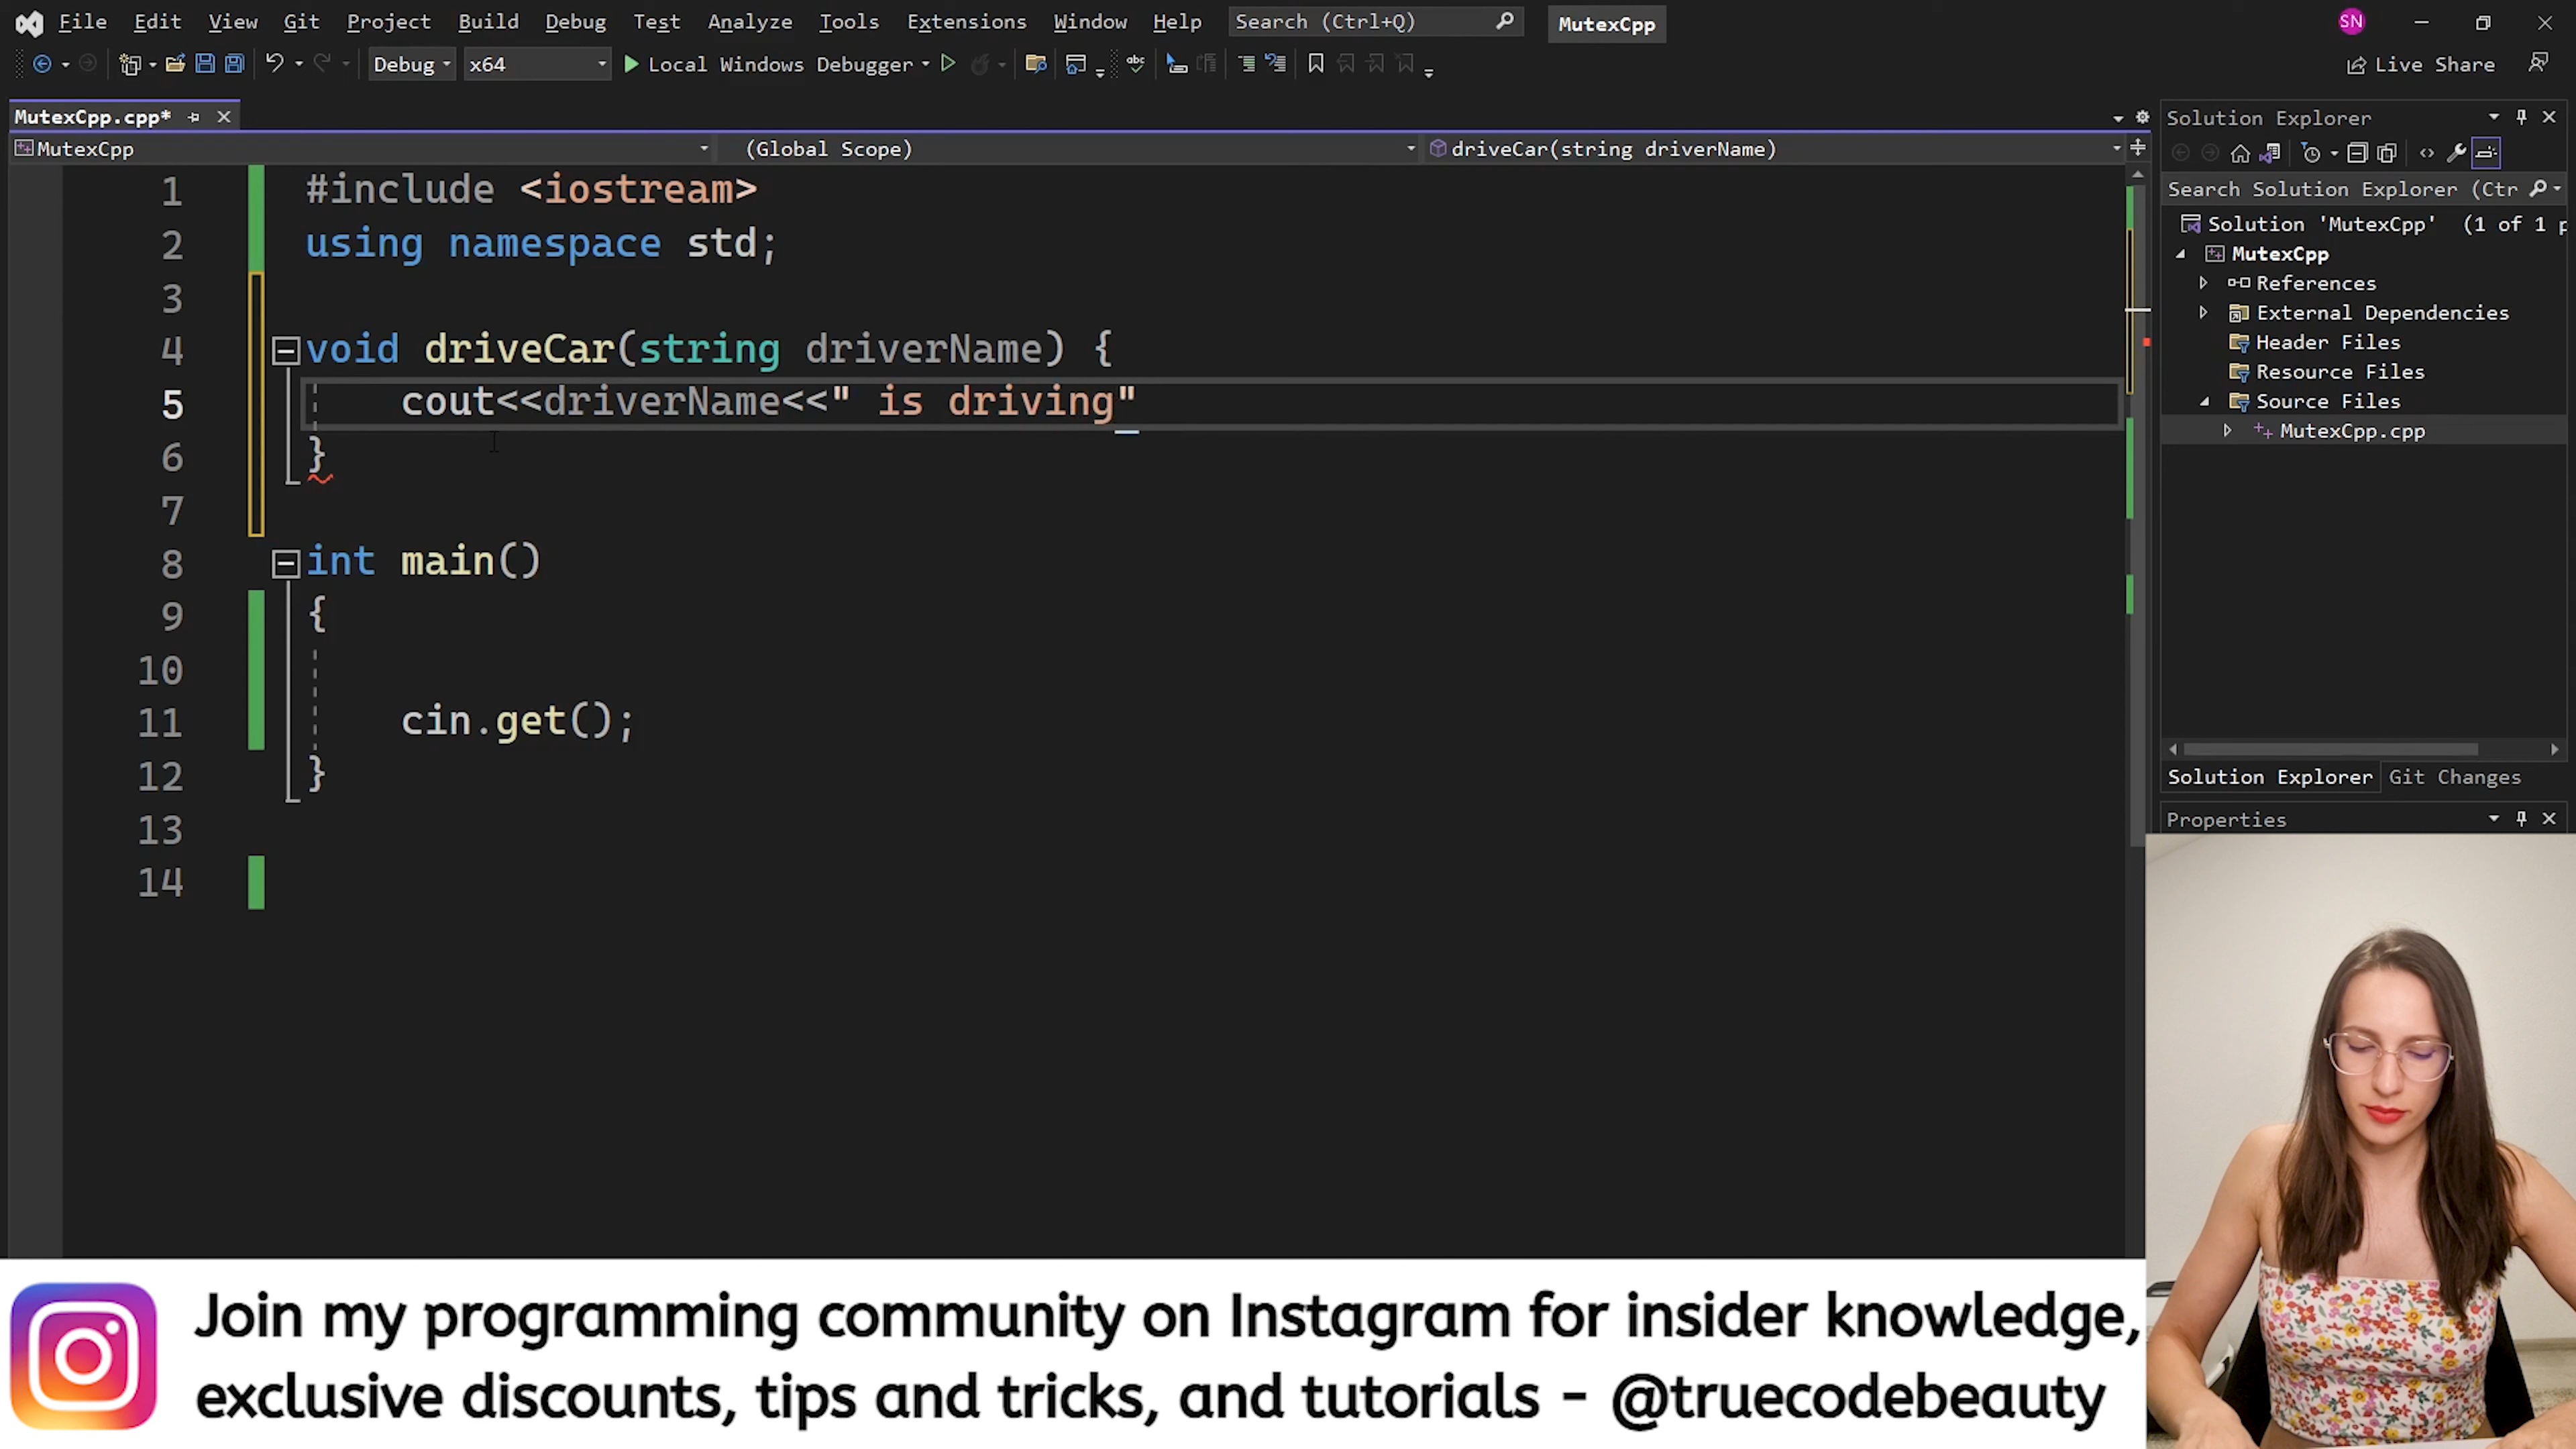 File Edit View Git Project Build Debug Test Analyze Tools Extensions Window Help Search (Ctrl+Q) MutexCpp SN
Debug x64 Local Windows Debugger abc Live Share
MutexCpp.cpp*
MutexCpp (Global Scope) driveCar(string driverName)
1 #include <iostream>
2 using namespace std;
3
4 void driveCar(string driverName) {
5 cout<<driverName<<" is driving"
6 }
7
8 int main()
9 {
10
11 cin.get();
12 }
13
14
Solution Explorer
Search Solution Explorer (Ctr
Solution 'MutexCpp' (1 of 1 p
MutexCpp
References
External Dependencies
Header Files
Resource Files
Source Files
MutexCpp.cpp
Solution Explorer Git Changes
Properties
Join my programming community on Instagram for insider knowledge,
exclusive discounts, tips and tricks, and tutorials - @truecodebeauty